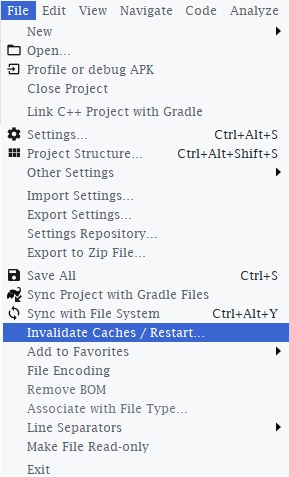 File Edit View Navigate Code Analyze
New
Open...
Profile or debug APK
Close Project
Link C++ Project with Gradle
Settings... Ctrl+Alt+S
Project Structure... Ctrl+Alt+Shift+S
Other Settings
Import Settings...
Export Settings...
Settings Repository...
Export to Zip File...
Save All Ctrl+S
Sync Project with Gradle Files
Sync with File System Ctrl+Alt+Y
Invalidate Caches / Restart...
Add to Favorites
File Encoding
Remove BOM
Associate with File Type...
Line Separators
Make File Read-only
Exit